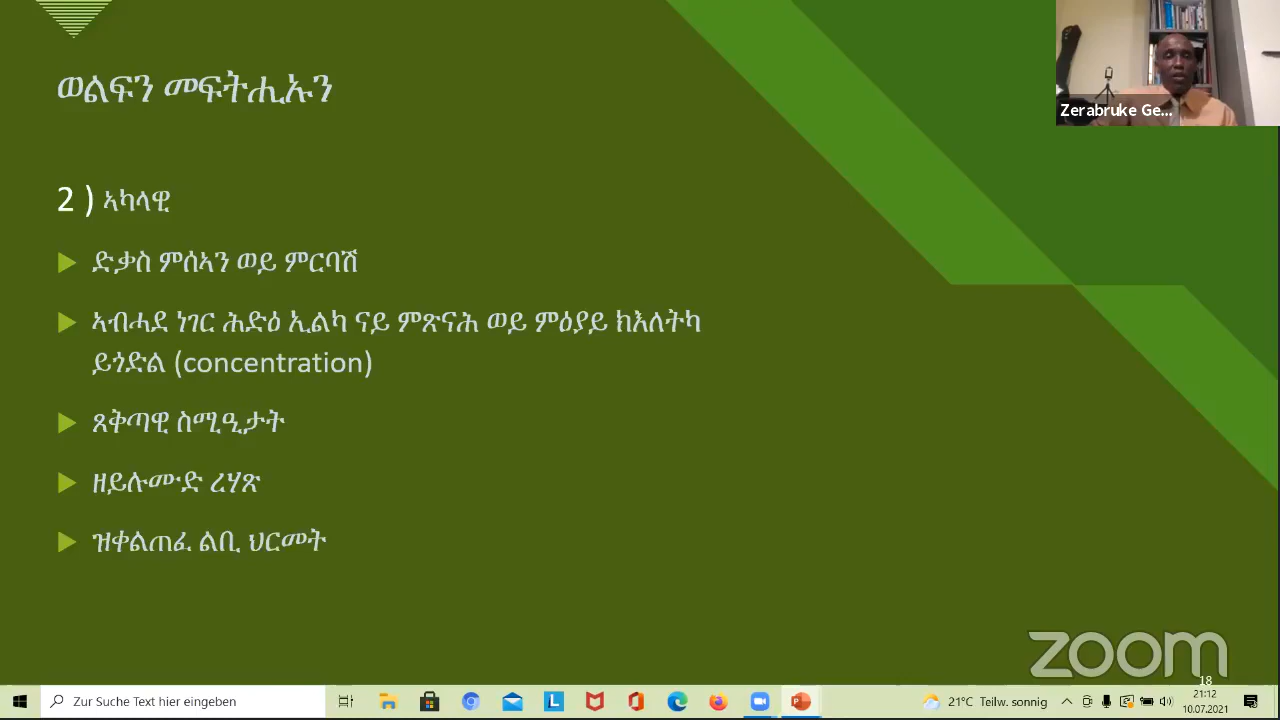 ወልፍን መፍትሒኡን
Zerabruke Ge...
2 ) ኣካላዊ
ድቃስ ምሰኣን ወይ ምርባሽ
ኣብሓደ ነገር ሕድዕ ኢልካ ናይ ምጽናሕ ወይ ምዕያይ ክእለትካ
ይጎድል (concentration)
ጸቅጣዊ ስሚዒታት
ዘይሉሙድ ረሃጽ
ዝቀልጠፈ ልቢ ህርመት
zoom
18
Zur Suche Text hier eingeben
21°C Teilw. sonnig
21:12
10.07.2021